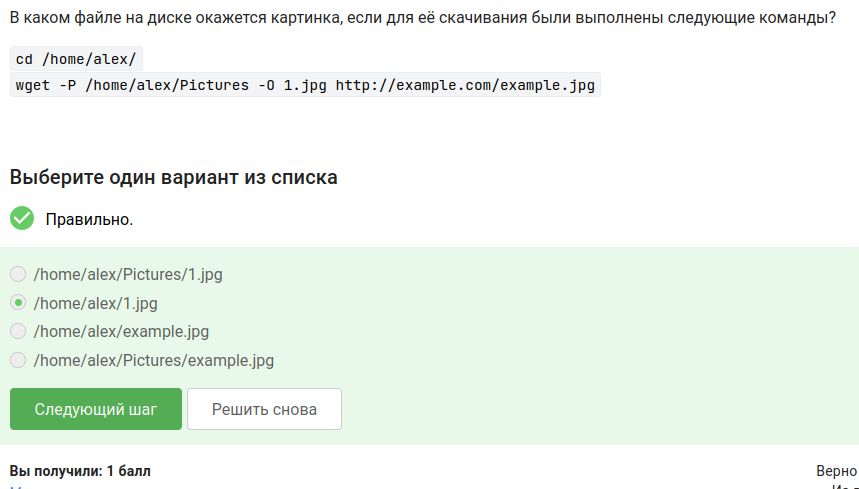 В каком файле на диске окажется картинка, если для её скачивания были выполнены следующие команды?
cd /home/alex/
wget -P /home/alex/Pictures -O 1.jpg http://example.com/example.jpg
Выберите один вариант из списка
Правильно.
/home/alex/Pictures/1.jpg
/home/alex/1.jpg
/home/alex/example.jpg
/home/alex/Pictures/example.jpg
Следующий шаг Решить снова
Вы получили: 1 балл Верно